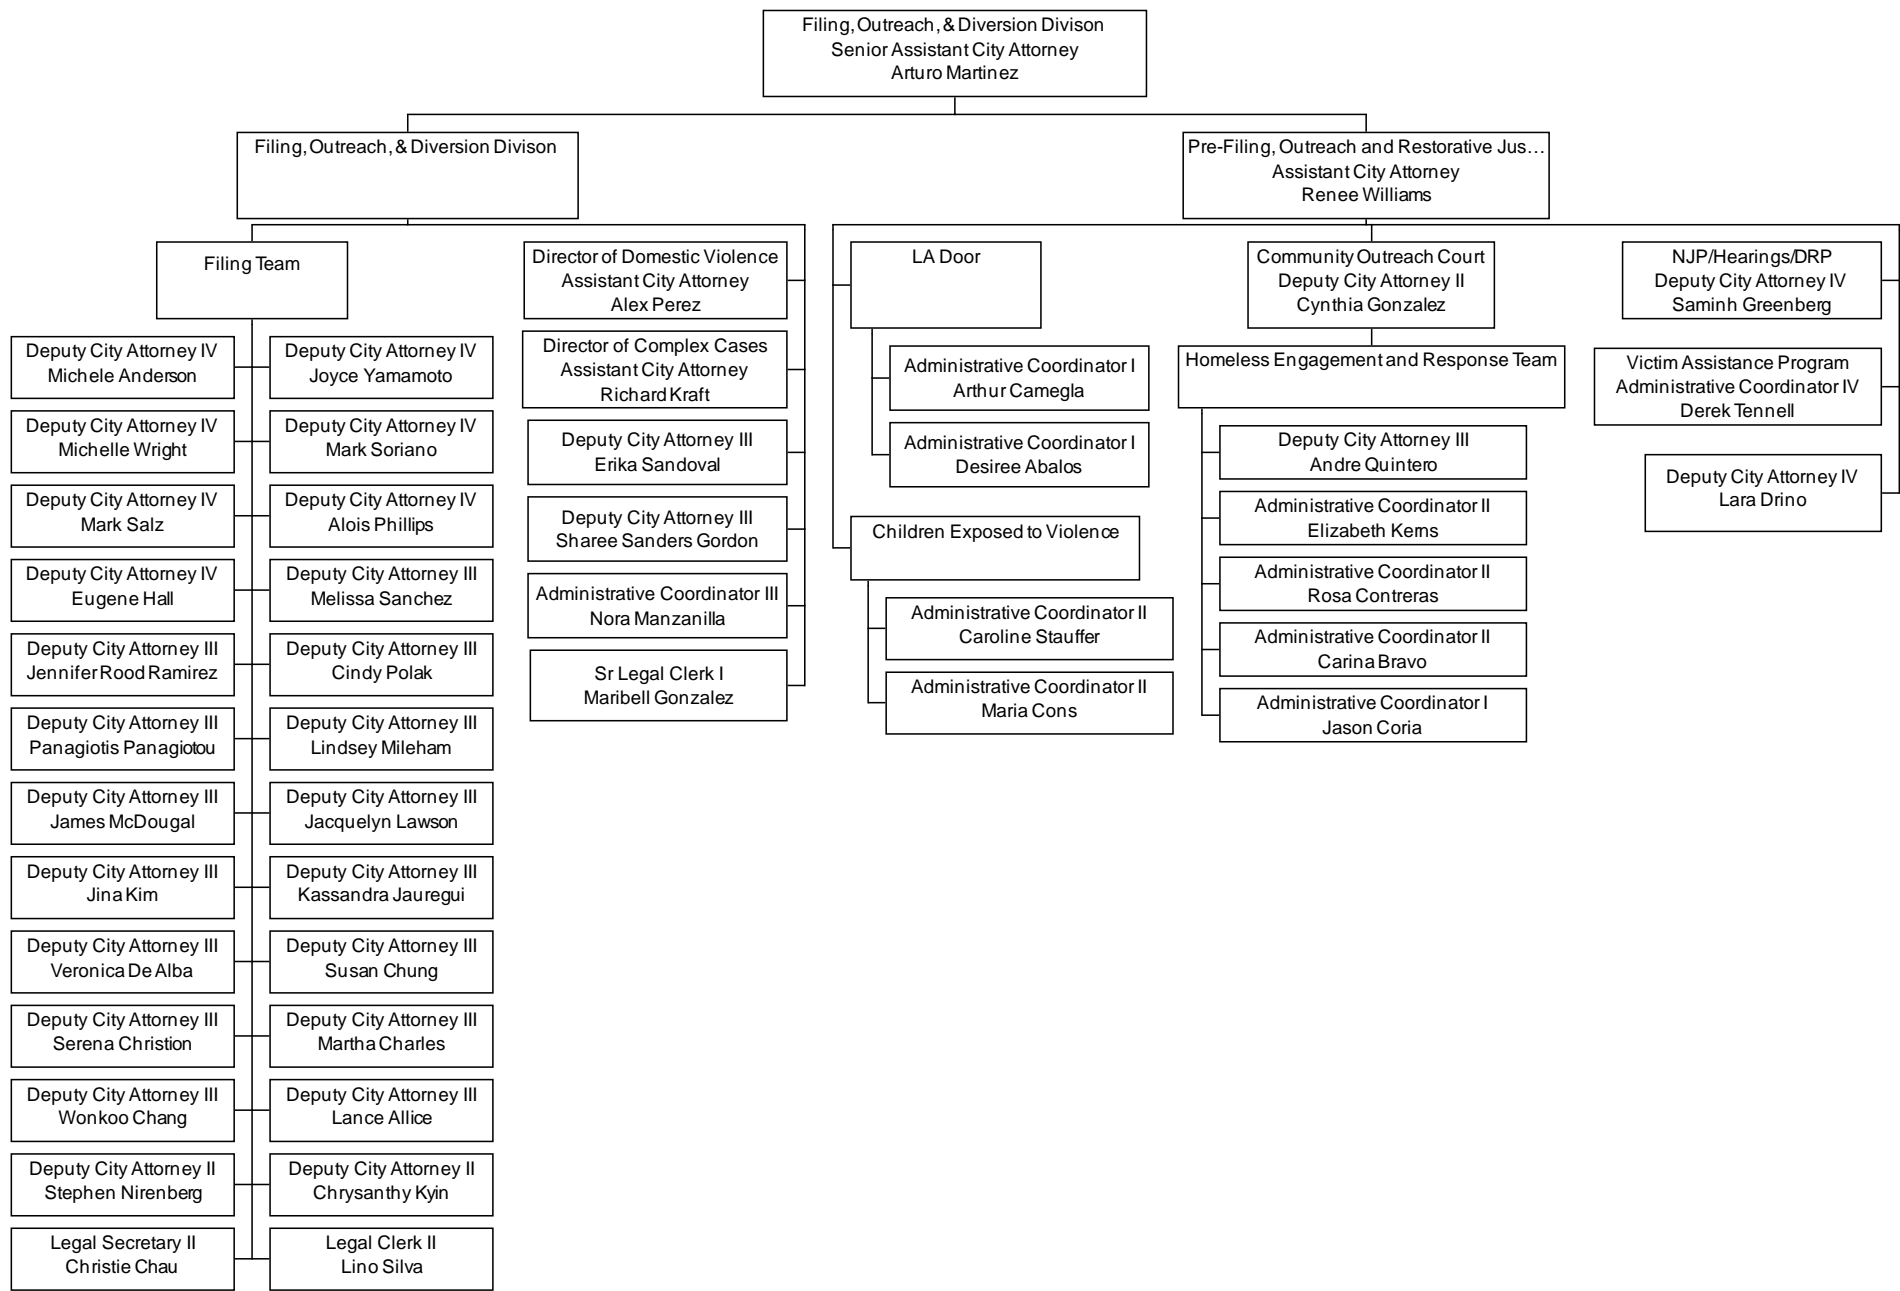 Filing, Outreach, & Diversion Divison
Senior Assistant City Attorney
Arturo Martinez
Filing, Outreach, & Diversion Divison
Pre-Filing, Outreach and Restorative Jus…
Assistant City Attorney
Renee Williams
Filing Team
Deputy City Attorney IV
Michele Anderson
Deputy City Attorney IV
Joyce Yamamoto
Deputy City Attorney IV
Michelle Wright
Deputy City Attorney IV
Mark Soriano
Deputy City Attorney IV
Mark Salz
Deputy City Attorney IV
Alois Phillips
Deputy City Attorney IV
Eugene Hall
Deputy City Attorney III
Melissa Sanchez
Deputy City Attorney III
Jennifer Rood Ramirez
Deputy City Attorney III
Cindy Polak
Deputy City Attorney III
Panagiotis Panagiotou
Deputy City Attorney III
Lindsey Mileham
Deputy City Attorney III
James McDougal
Deputy City Attorney III
Jacquelyn Lawson
Deputy City Attorney III
Jina Kim
Deputy City Attorney III
Kassandra Jauregui
Deputy City Attorney III
Veronica De Alba
Deputy City Attorney III
Susan Chung
Deputy City Attorney III
Serena Christion
Deputy City Attorney III
Martha Charles
Deputy City Attorney III
Wonkoo Chang
Deputy City Attorney III
Lance Allice
Deputy City Attorney II
Stephen Nirenberg
Deputy City Attorney II
Chrysanthy Kyin
Legal Secretary II
Christie Chau
Legal Clerk II
Lino Silva
Director of Domestic Violence
Assistant City Attorney
Alex Perez
Director of Complex Cases
Assistant City Attorney
Richard Kraft
Deputy City Attorney III
Erika Sandoval
Deputy City Attorney III
Sharee Sanders Gordon
Administrative Coordinator III
Nora Manzanilla
Sr Legal Clerk I
Maribell Gonzalez
LA Door
Administrative Coordinator I
Arthur Camegla
Administrative Coordinator I
Desiree Abalos
Children Exposed to Violence
Administrative Coordinator II
Caroline Stauffer
Administrative Coordinator II
Maria Cons
Community Outreach Court
Deputy City Attorney II
Cynthia Gonzalez
Homeless Engagement and Response Team
Deputy City Attorney III
Andre Quintero
Administrative Coordinator II
Elizabeth Kerns
Administrative Coordinator II
Rosa Contreras
Administrative Coordinator II
Carina Bravo
Administrative Coordinator I
Jason Coria
NJP/Hearings/DRP
Deputy City Attorney IV
Saminh Greenberg
Victim Assistance Program
Administrative Coordinator IV
Derek Tennell
Deputy City Attorney IV
Lara Drino